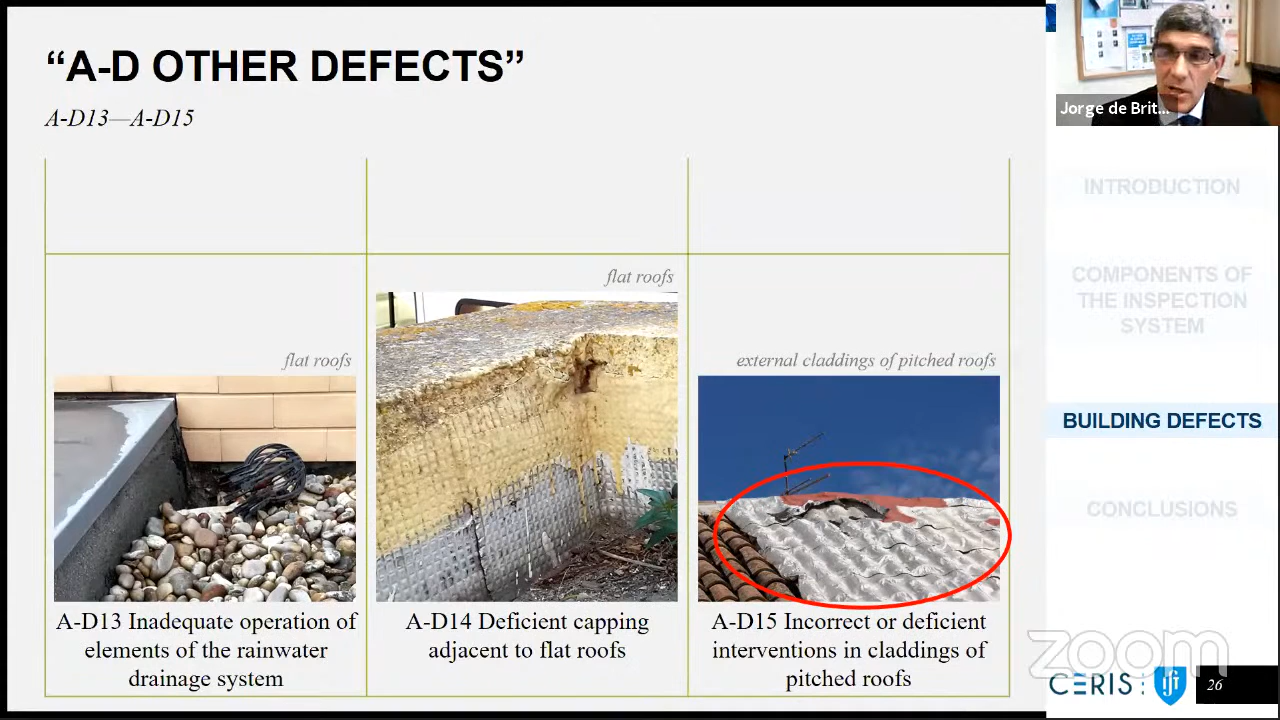 “A-D OTHER DEFECTS”
A-D13—A-D15
flat roofs
flat roofs
external claddings of pitched roofs
A-D13 Inadequate operation of
elements of the rainwater
drainage system
A-D14 Deficient capping
adjacent to flat roofs
A-D15 Incorrect or deficient
interventions in claddings of
pitched roofs
Jorge de Brit...
INTRODUCTION
COMPONENTS OF
THE INSPECTION
SYSTEM
BUILDING DEFECTS
CONCLUSIONS
zoom
CERIS
26